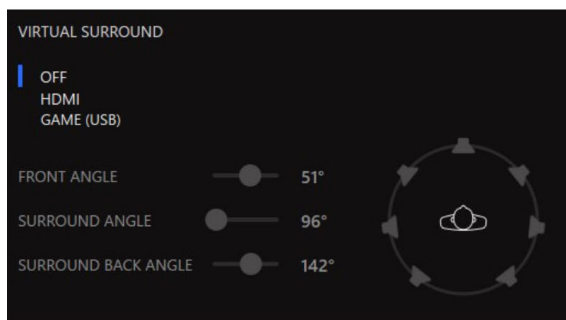 VIRTUAL SURROUND
OFF
HDMI
GAME (USB)
FRONT ANGLE 51°
SURROUND ANGLE 96°
SURROUND BACK ANGLE 142°